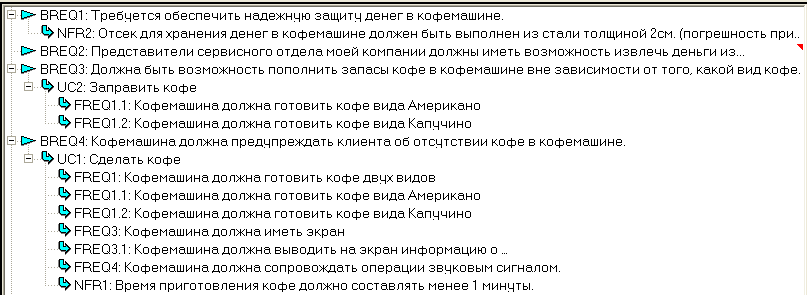 BREQ1: Требуется обеспечить надежную защиту денег в кофемашине.
NFR2: Отсек для хранения денег в кофемашине должен быть выполнен из стали толщиной 2см. (погрешность при..
BREQ2: Представители сервисного отдела моей компании должны иметь возможность извлечь деньги из...
BREQ3: Должна быть возможность пополнить запасы кофе в кофемашине вне зависимости от того, какой вид кофе.
UC2: Заправить кофе
FREQ1.1: Кофемашина должна готовить кофе вида Американо
FREQ1.2: Кофемашина должна готовить кофе вида Капучино
BREQ4: Кофемашина должна предупреждать клиента об отсутствии кофе в кофемашине.
UC1: Сделать кофе
FREQ1: Кофемашина должна готовить кофе двух видов
FREQ1.1: Кофемашина должна готовить кофе вида Американо
FREQ1.2: Кофемашина должна готовить кофе вида Капучино
FREQ3: Кофемашина должна иметь экран
FREQ3.1: Кофемашина должна выводить на экран информацию о ...
FREQ4: Кофемашина должна сопровождать операции звуковым сигналом.
NFR1: Время приготовления кофе должно составлять менее 1 минуты.